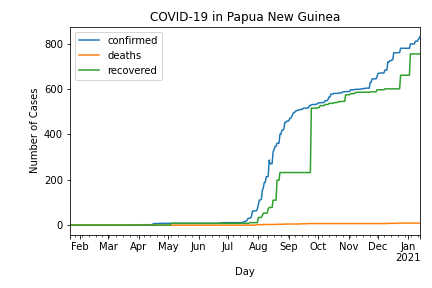 COVID-19 in Papua New Guinea
confirmed
deaths
recovered
800
600
400
200
0
Number of Cases
Feb Mar Apr May Jun Jul Aug Sep Oct Nov Dec Jan
2021
Day